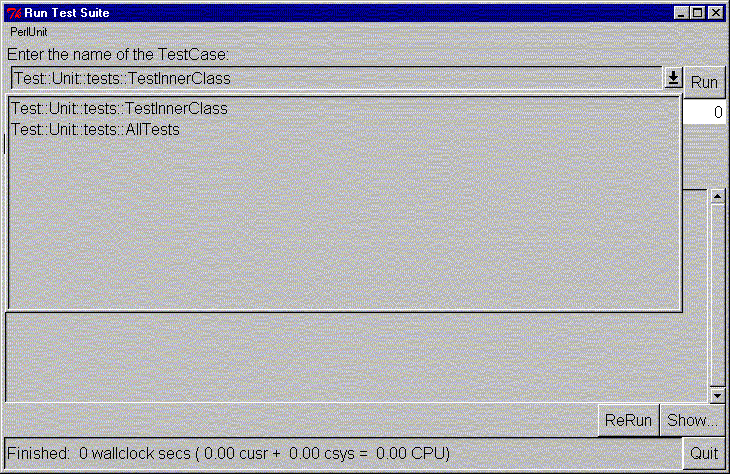 Run Test Suite
PerlUnit
Enter the name of the TestCase:
Test::Unit::tests::TestInnerClass
Run
Test::Unit::tests::TestInnerClass
0
Test::Unit::tests::AllTests
ReRun Show...
Finished:  0 wallclock secs ( 0.00 cusr +  0.00 csys =  0.00 CPU)
Quit